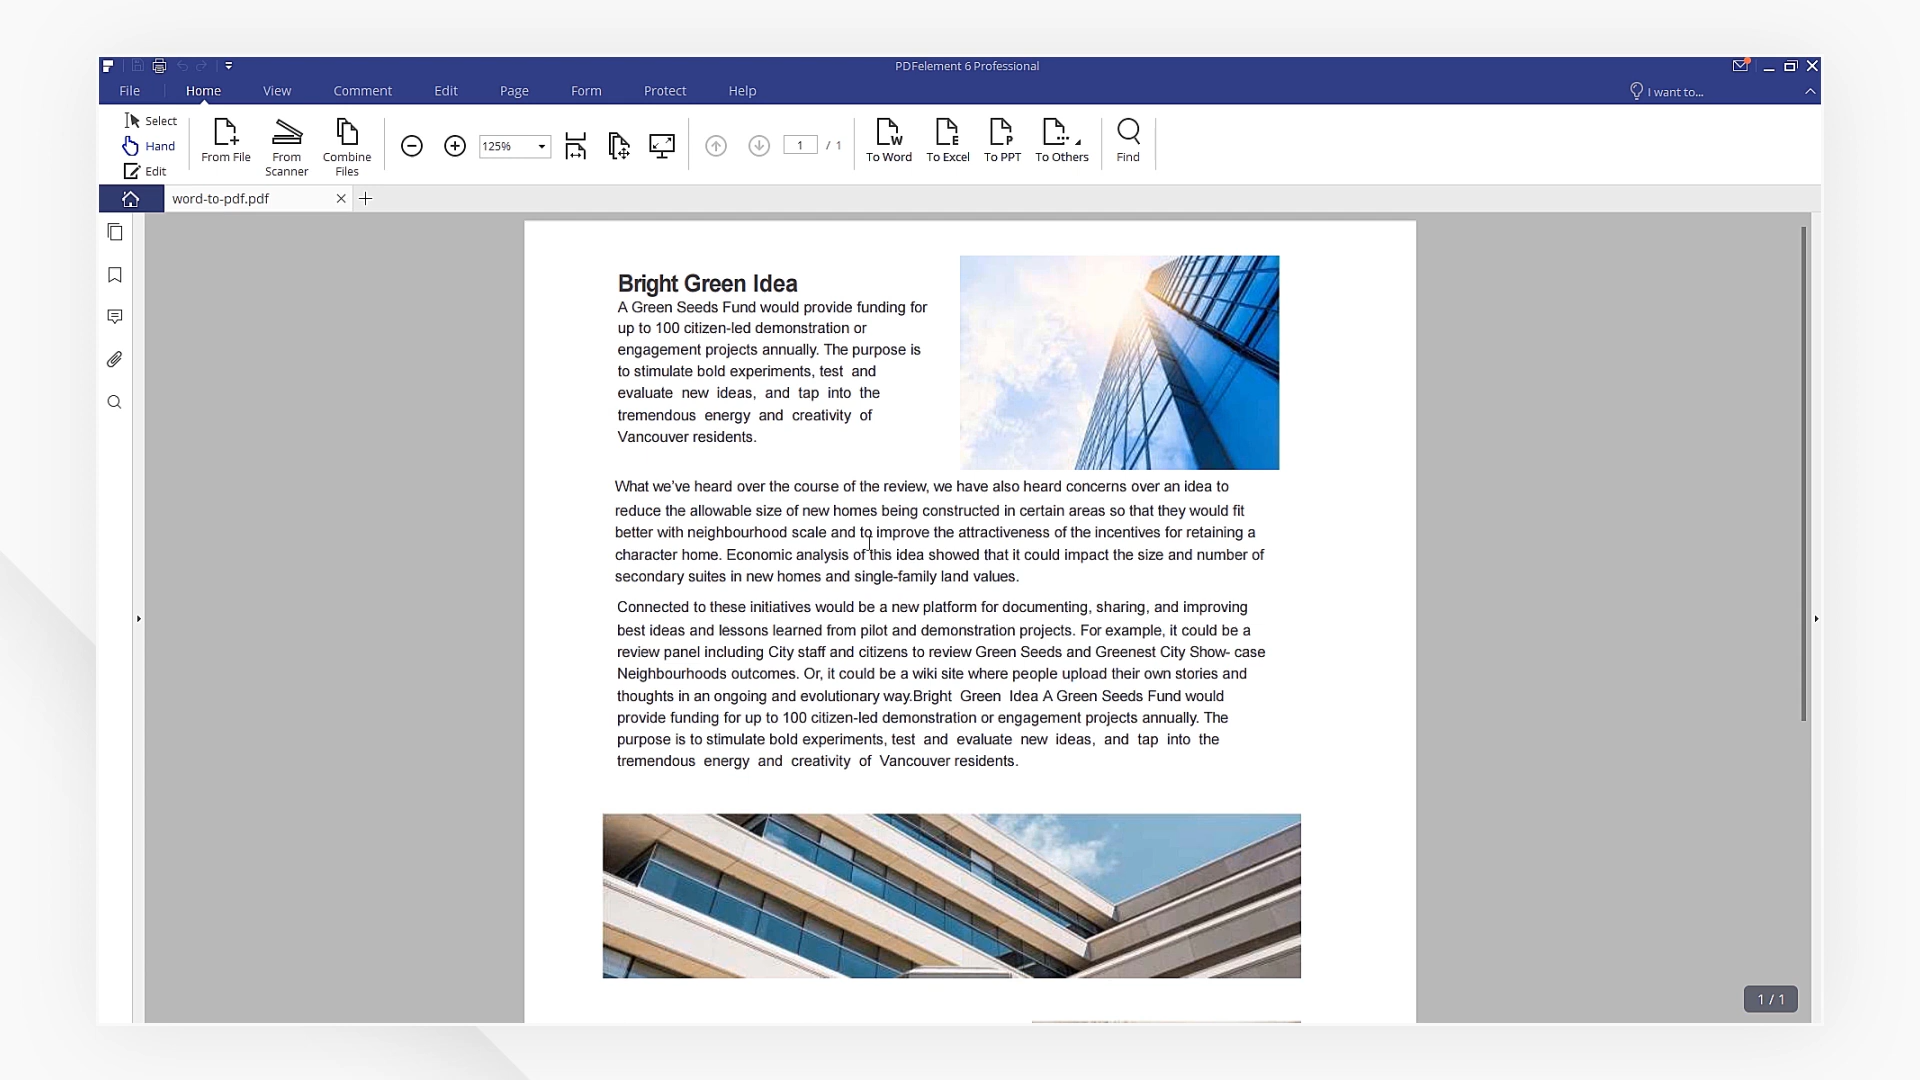 PDFelement 6 Professional
File Home View Comment Edit Page Form Protect Help I want to...
Select
Hand
Edit
From File
From Scanner
Combine Files
125%
1 / 1
To Word
To Excel
To PPT
To Others
Find
word-to-pdf.pdf
Bright Green Idea
A Green Seeds Fund would provide funding for
up to 100 citizen-led demonstration or
engagement projects annually. The purpose is
to stimulate bold experiments, test and
evaluate new ideas, and tap into the
tremendous energy and creativity of
Vancouver residents.
What we've heard over the course of the review, we have also heard concerns over an idea to
reduce the allowable size of new homes being constructed in certain areas so that they would fit
better with neighbourhood scale and to improve the attractiveness of the incentives for retaining a
character home. Economic analysis of this idea showed that it could impact the size and number of
secondary suites in new homes and single-family land values.
Connected to these initiatives would be a new platform for documenting, sharing, and improving
best ideas and lessons learned from pilot and demonstration projects. For example, it could be a
review panel including City staff and citizens to review Green Seeds and Greenest City Show- case
Neighbourhoods outcomes. Or, it could be a wiki site where people upload their own stories and
thoughts in an ongoing and evolutionary way.Bright Green Idea A Green Seeds Fund would
provide funding for up to 100 citizen-led demonstration or engagement projects annually. The
purpose is to stimulate bold experiments, test and evaluate new ideas, and tap into the
tremendous energy and creativity of Vancouver residents.
1 / 1